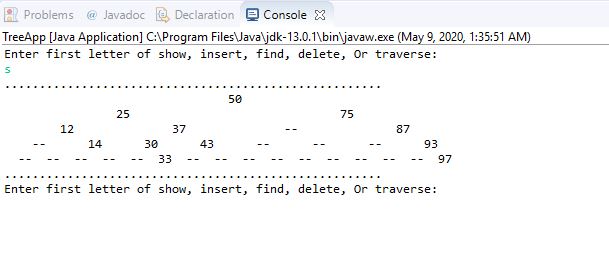 Problems @ Javadoc Declaration Console
TreeApp [Java Application] C:\Program Files\Java\jdk-13.0.1\bin\javaw.exe (May 9, 2020, 1:35:51 AM)
Enter first letter of show, insert, find, delete, Or traverse:
s
......................................................
50
25 75
12 37 -- 87
-- 14 30 43 -- -- -- 93
-- -- -- -- -- 33 -- -- -- -- -- -- -- -- -- 97
......................................................
Enter first letter of show, insert, find, delete, Or traverse: